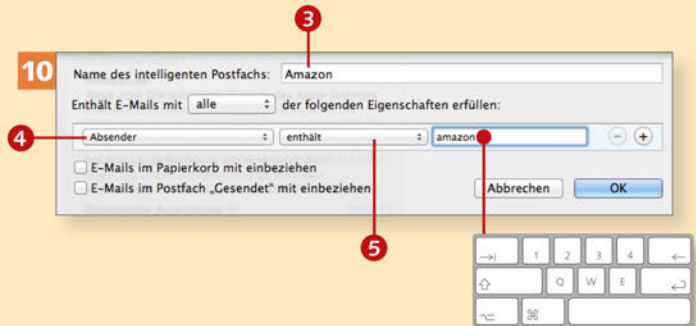 3
10
Name des intelligenten Postfachs: Amazon
Enthält E-Mails mit alle der folgenden Eigenschaften erfüllen:
4
Absender enthält amazon
E-Mails im Papierkorb mit einbeziehen
E-Mails im Postfach „Gesendet" mit einbeziehen
Abbrechen OK
5
1 2 3 4
Q W E